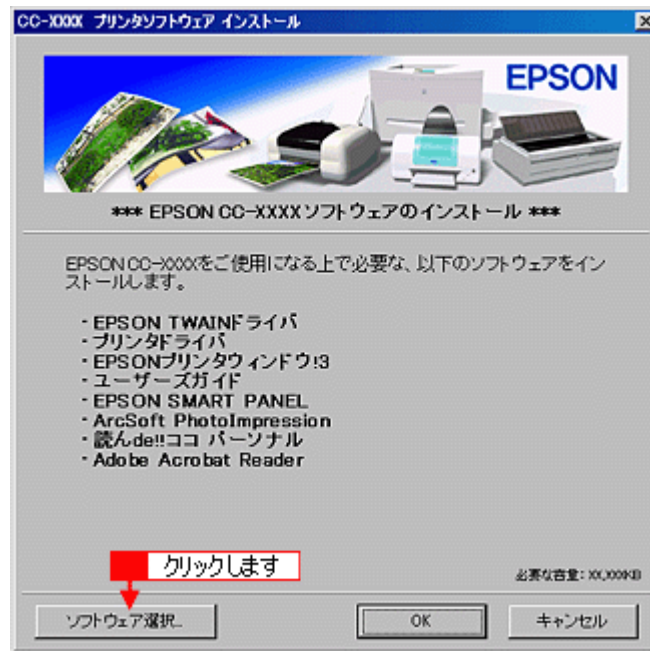 CC-XXXX プリンタソフトウェア インストール
EPSON
*** EPSON CC-XXXXソフトウェアのインストール ***
EPSON CC-XXXXをご使用になる上で必要な、以下のソフトウェアをイン
ストールします。
・EPSON TWAINドライバ
・プリンタドライバ
・EPSONプリンタウィンドウ!3
・ユーザーズガイド
・EPSON SMART PANEL
・ArcSoft PhotoImpression
・読んde!!ココ パーソナル
・Adobe Acrobat Reader
クリックします
必要な容量: XX,XXXKB
ソフトウェア選択...
OK
キャンセル